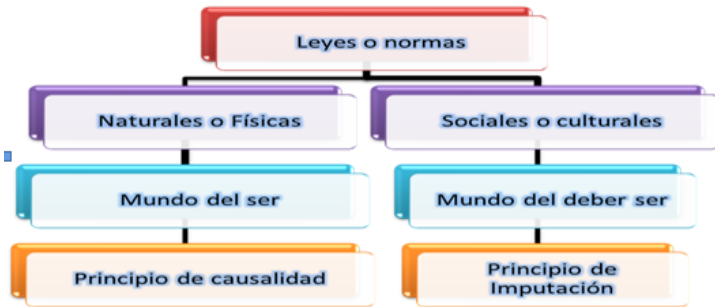 Leyes o normas
Naturales o Físicas
Sociales o culturales
Mundo del ser
Mundo del deber ser
Principio de causalidad
Principio de
Imputación